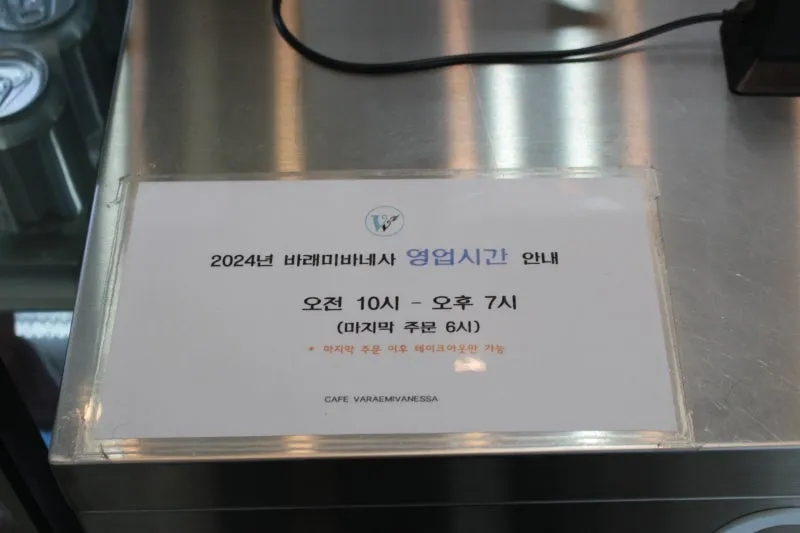 2024년 바래미바네사 영업시간 안내
오전 10시 - 오후 7시
(마지막 주문 6시)
* 마지막 주문 이후 테이크아웃만 가능
CAFE VARAEMIVANESSA